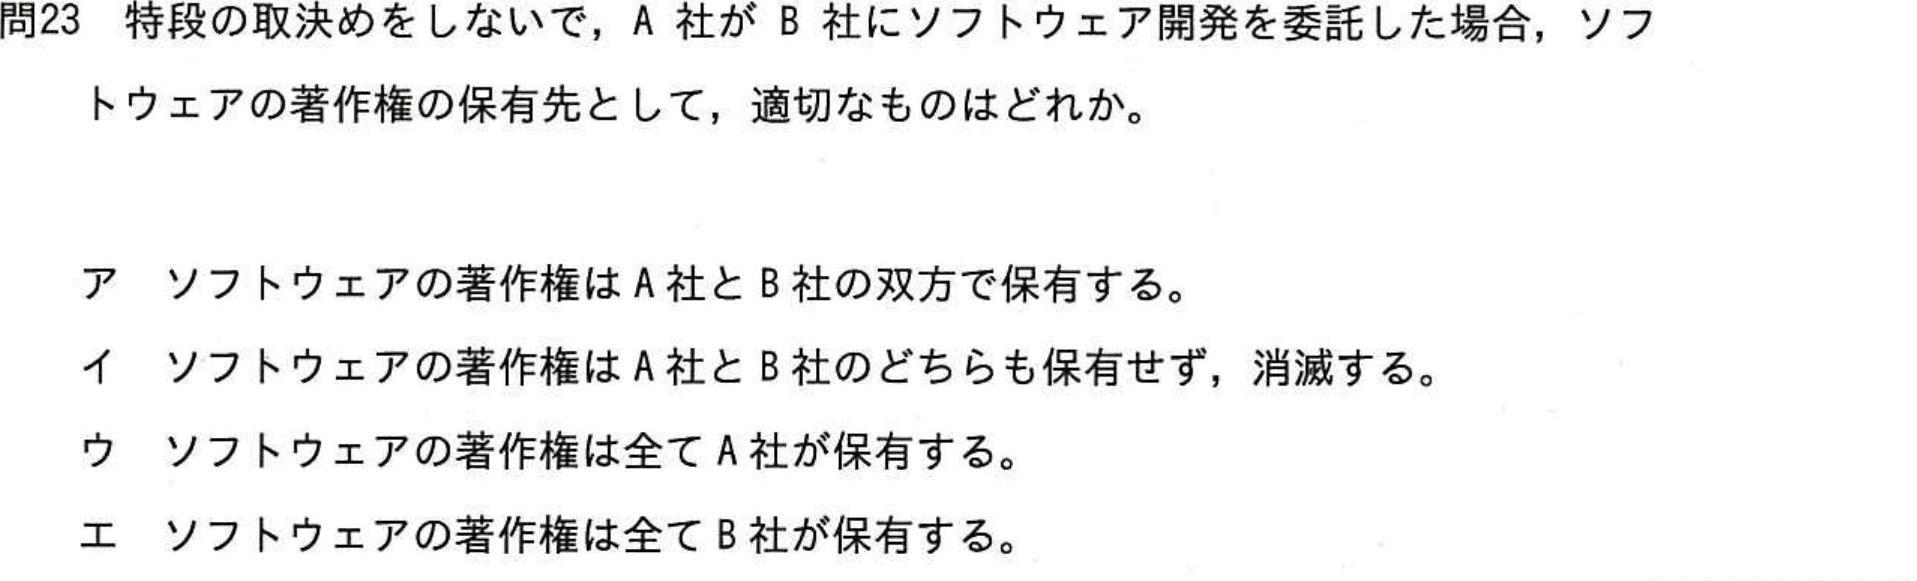 問23 特段の取決めをしないで，A 社が B 社にソフトウェア開発を委託した場合，ソフ
トウェアの著作権の保有先として，適切なものはどれか。
ア ソフトウェアの著作権は A 社と B 社の双方で保有する。
イ ソフトウェアの著作権は A 社と B 社のどちらも保有せず，消滅する。
ウ ソフトウェアの著作権は全て A 社が保有する。
エ ソフトウェアの著作権は全て B 社が保有する。